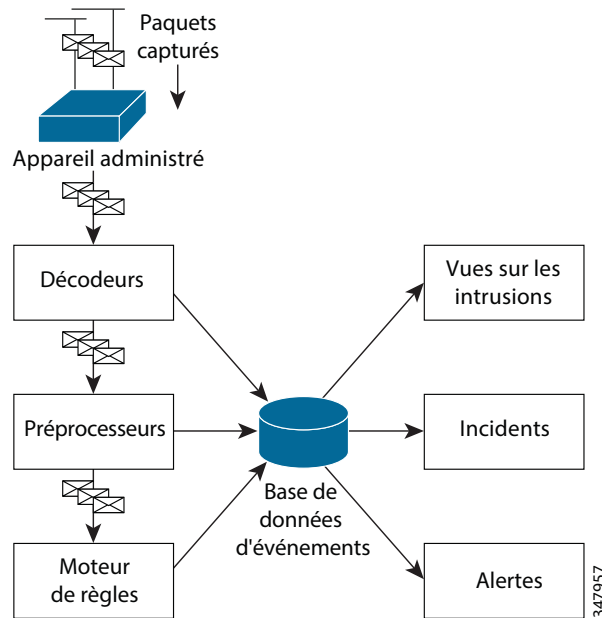 Paquets
capturés
Appareil administré
Décodeurs
Vues sur les
intrusions
Préprocesseurs
Incidents
Base de
données
d'événements
Moteur
de règles
Alertes
347957